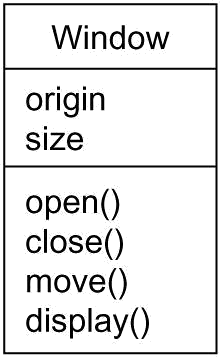 Window
origin
size
open()
close()
move()
display()